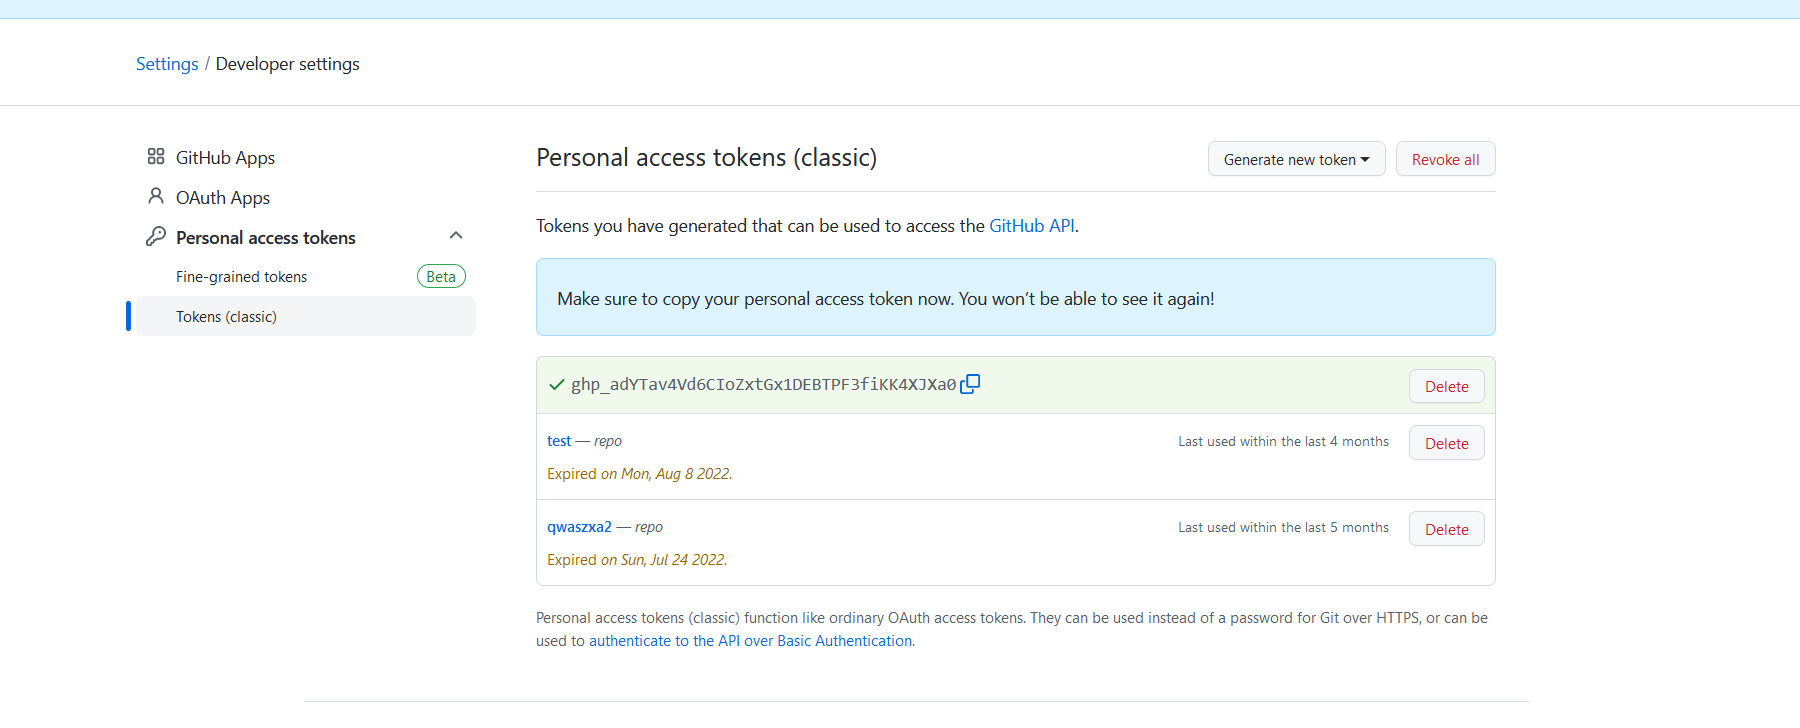 Settings / Developer settings
GitHub Apps
OAuth Apps
Personal access tokens
Fine-grained tokens Beta
Tokens (classic)
Personal access tokens (classic) Generate new token Revoke all
Tokens you have generated that can be used to access the GitHub API.
Make sure to copy your personal access token now. You won't be able to see it again!
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 Delete
test — repo Last used within the last 4 months Delete
Expired on Mon, Aug 8 2022.
qwaszxa2 — repo Last used within the last 5 months Delete
Expired on Sun, Jul 24 2022.
Personal access tokens (classic) function like ordinary OAuth access tokens. They can be used instead of a password for Git over HTTPS, or can be
used to authenticate to the API over Basic Authentication.